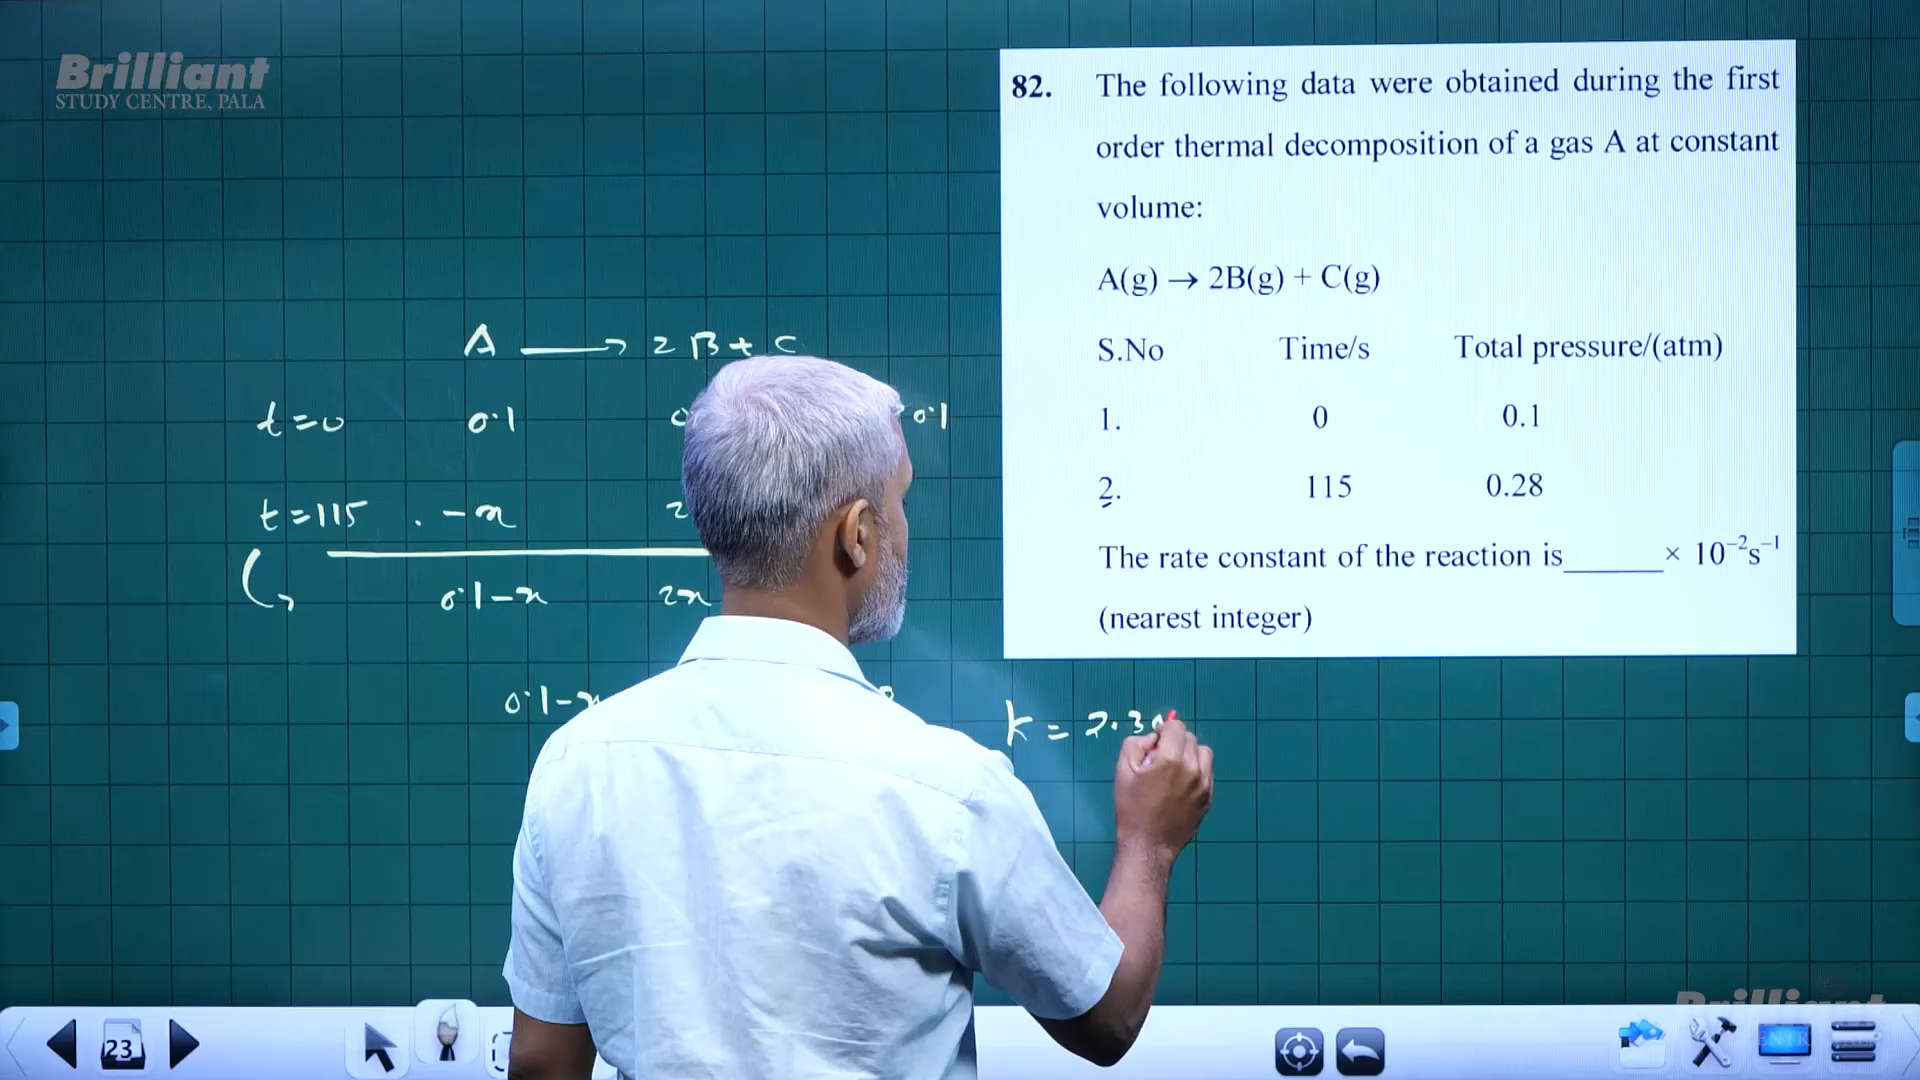 Brilliant
STUDY CENTRE, PALA
82. The following data were obtained during the first
order thermal decomposition of a gas A at constant
volume:
A(g) → 2B(g) + C(g)
S.No Time/s Total pressure/(atm)
1. 0 0.1
2. 115 0.28
The rate constant of the reaction is______ × 10⁻²s⁻¹
(nearest integer)
A → 2B + C
t=0 0.1 0.1
t=115 -x 2
0.1-x 2x
0.1-x
k = 2.3
23
Brilliant